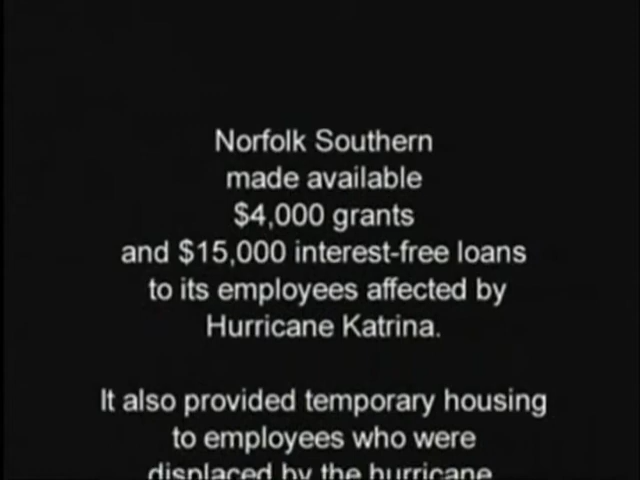 Norfolk Southern
made available
$4,000 grants
and $15,000 interest-free loans
to its employees affected by
Hurricane Katrina.
It also provided temporary housing
to employees who were
displaced by the hurricane